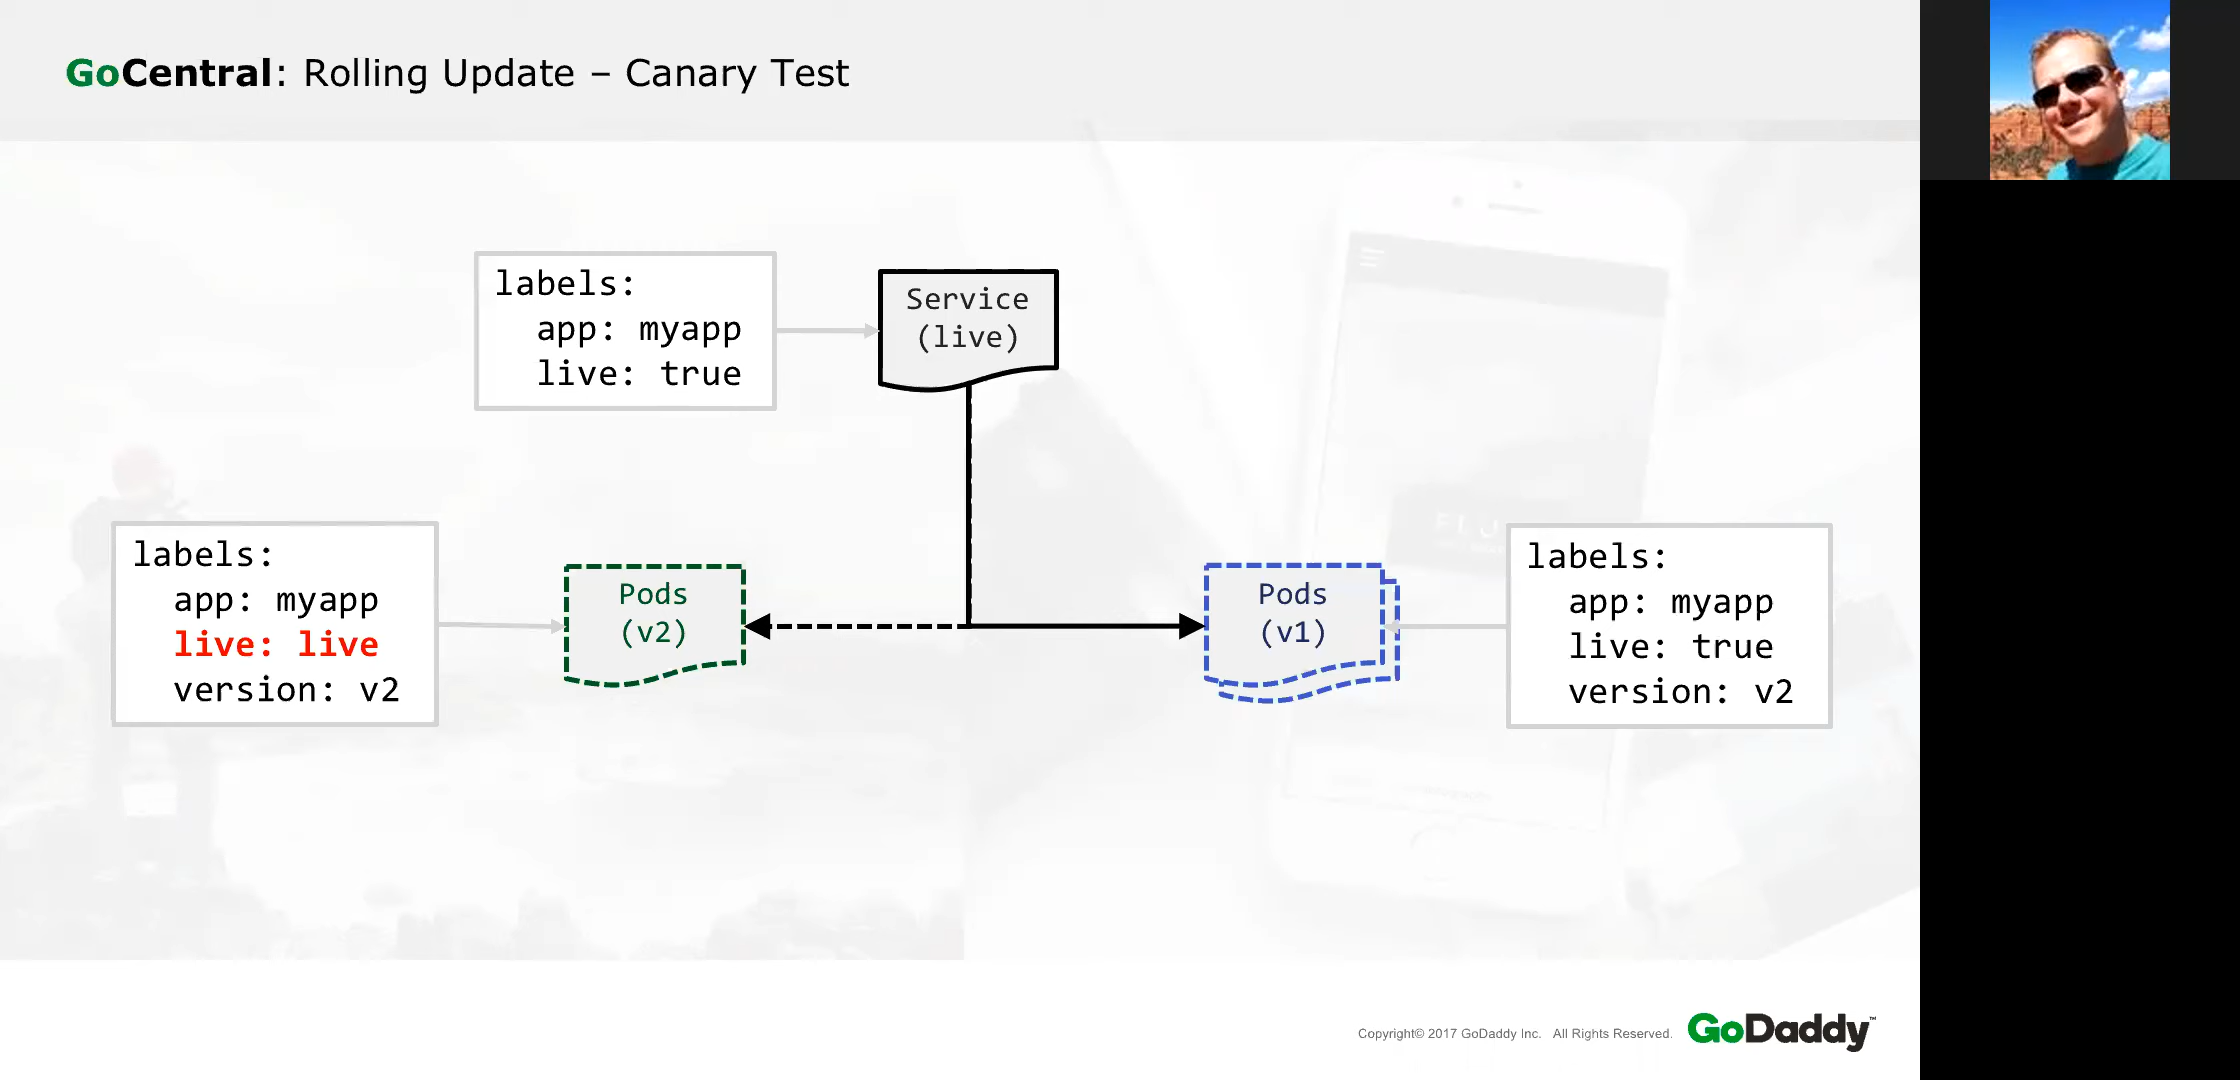 GoCentral: Rolling Update – Canary Test
labels:
app: myapp
live: true
Service
(live)
labels:
app: myapp
live: live
version: v2
Pods
(v2)
Pods
(v1)
labels:
app: myapp
live: true
version: v2
Copyright© 2017 GoDaddy Inc. All Rights Reserved.
GoDaddy™